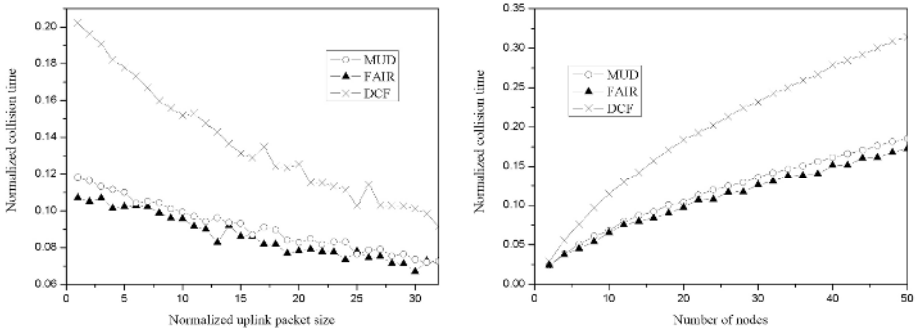 Normalized collision time
0.20
0.18
0.16
0.14
0.12
0.10
0.08
0.06
MUD
FAIR
DCF
0
5
10
15
20
25
30
Normalized uplink packet size
Normalized collision time
0.35
0.30
0.25
0.20
0.15
0.10
0.05
0.00
MUD
FAIR
DCF
0
10
20
30
40
50
Number of nodes